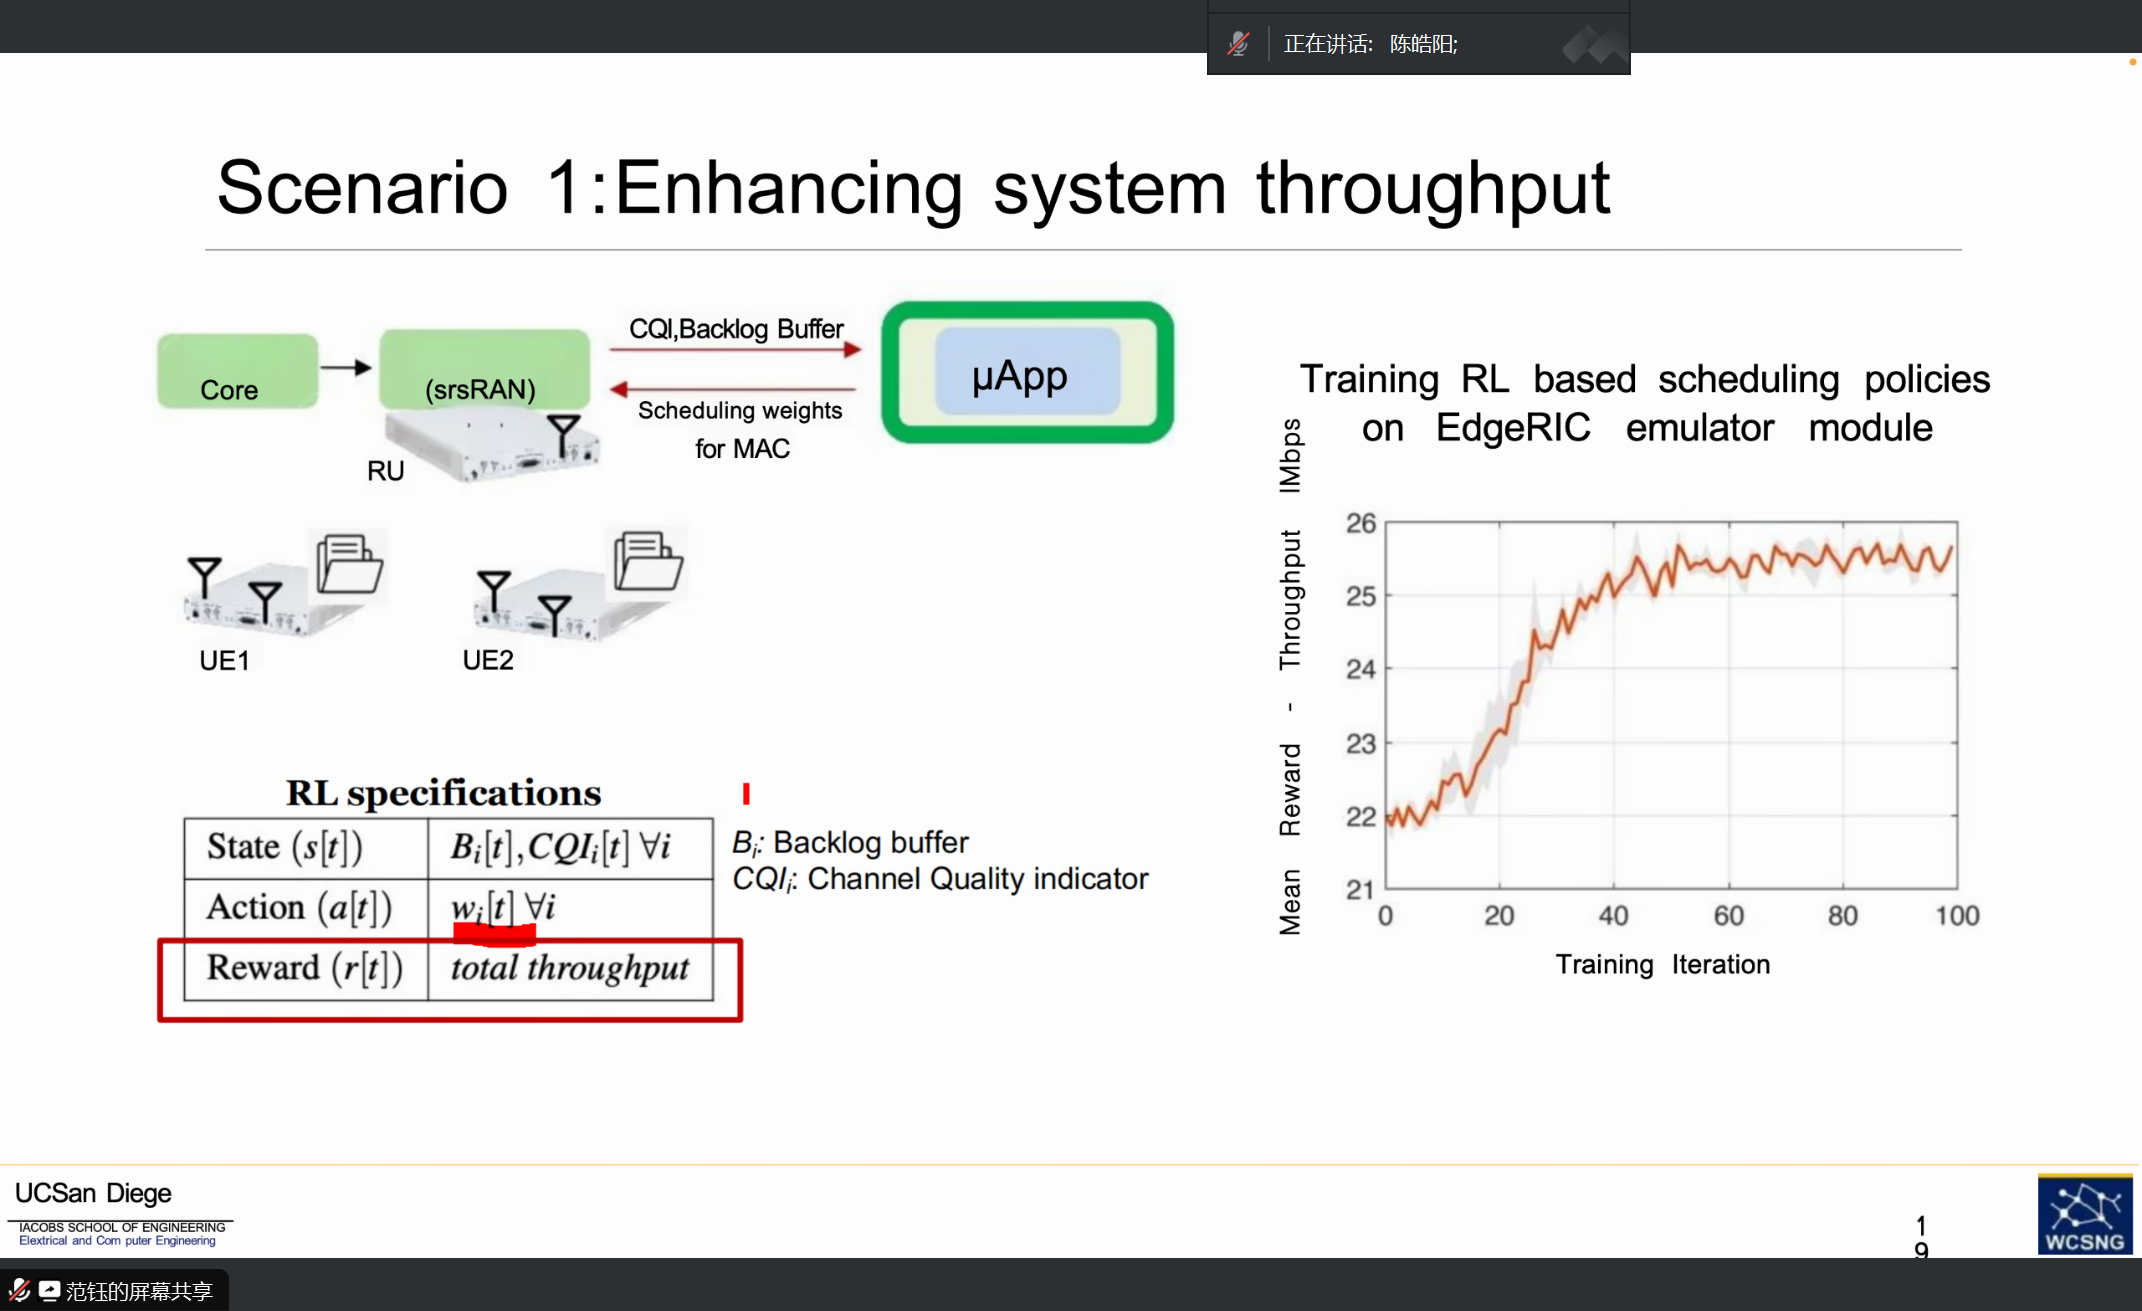 正在讲话: 陈皓阳;
Scenario 1:Enhancing system throughput
Core
(srsRAN)
RU
CQI,Backlog Buffer
Scheduling weights
for MAC
μApp
UE1
UE2
RL specifications
State (s[t]) B_i[t],CQI_i[t] ∀i
Action (a[t]) w_i[t] ∀i
Reward (r[t]) total throughput
B_i: Backlog buffer
CQI_i: Channel Quality indicator
Training RL based scheduling policies
on EdgeRIC emulator module
Mean Reward - Throughput IMbps
26
25
24
23
22
21
0 20 40 60 80 100
Training Iteration
UCSan Diege
IACOBS SCHOOL OF ENGINEERING
Elextrical and Com puter Engineering
1
9
WCSNG
范钰的屏幕共享